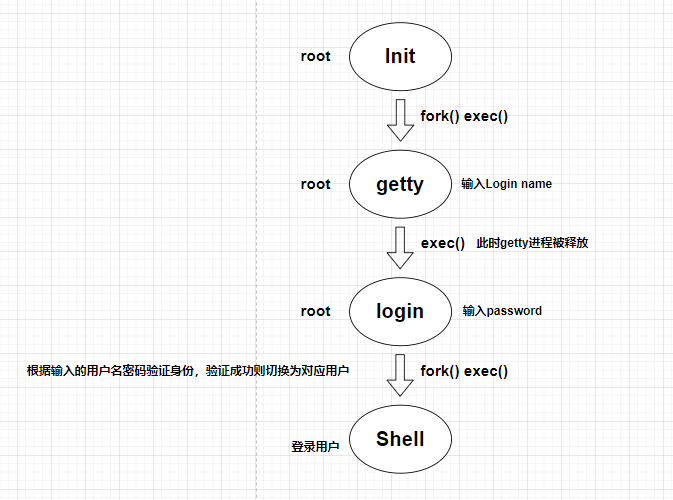 root
Init
fork() exec()
root
getty
输入Login name
exec()
此时getty进程被释放
root
login
输入password
根据输入的用户名密码验证身份，验证成功则切换为对应用户
fork() exec()
登录用户
Shell